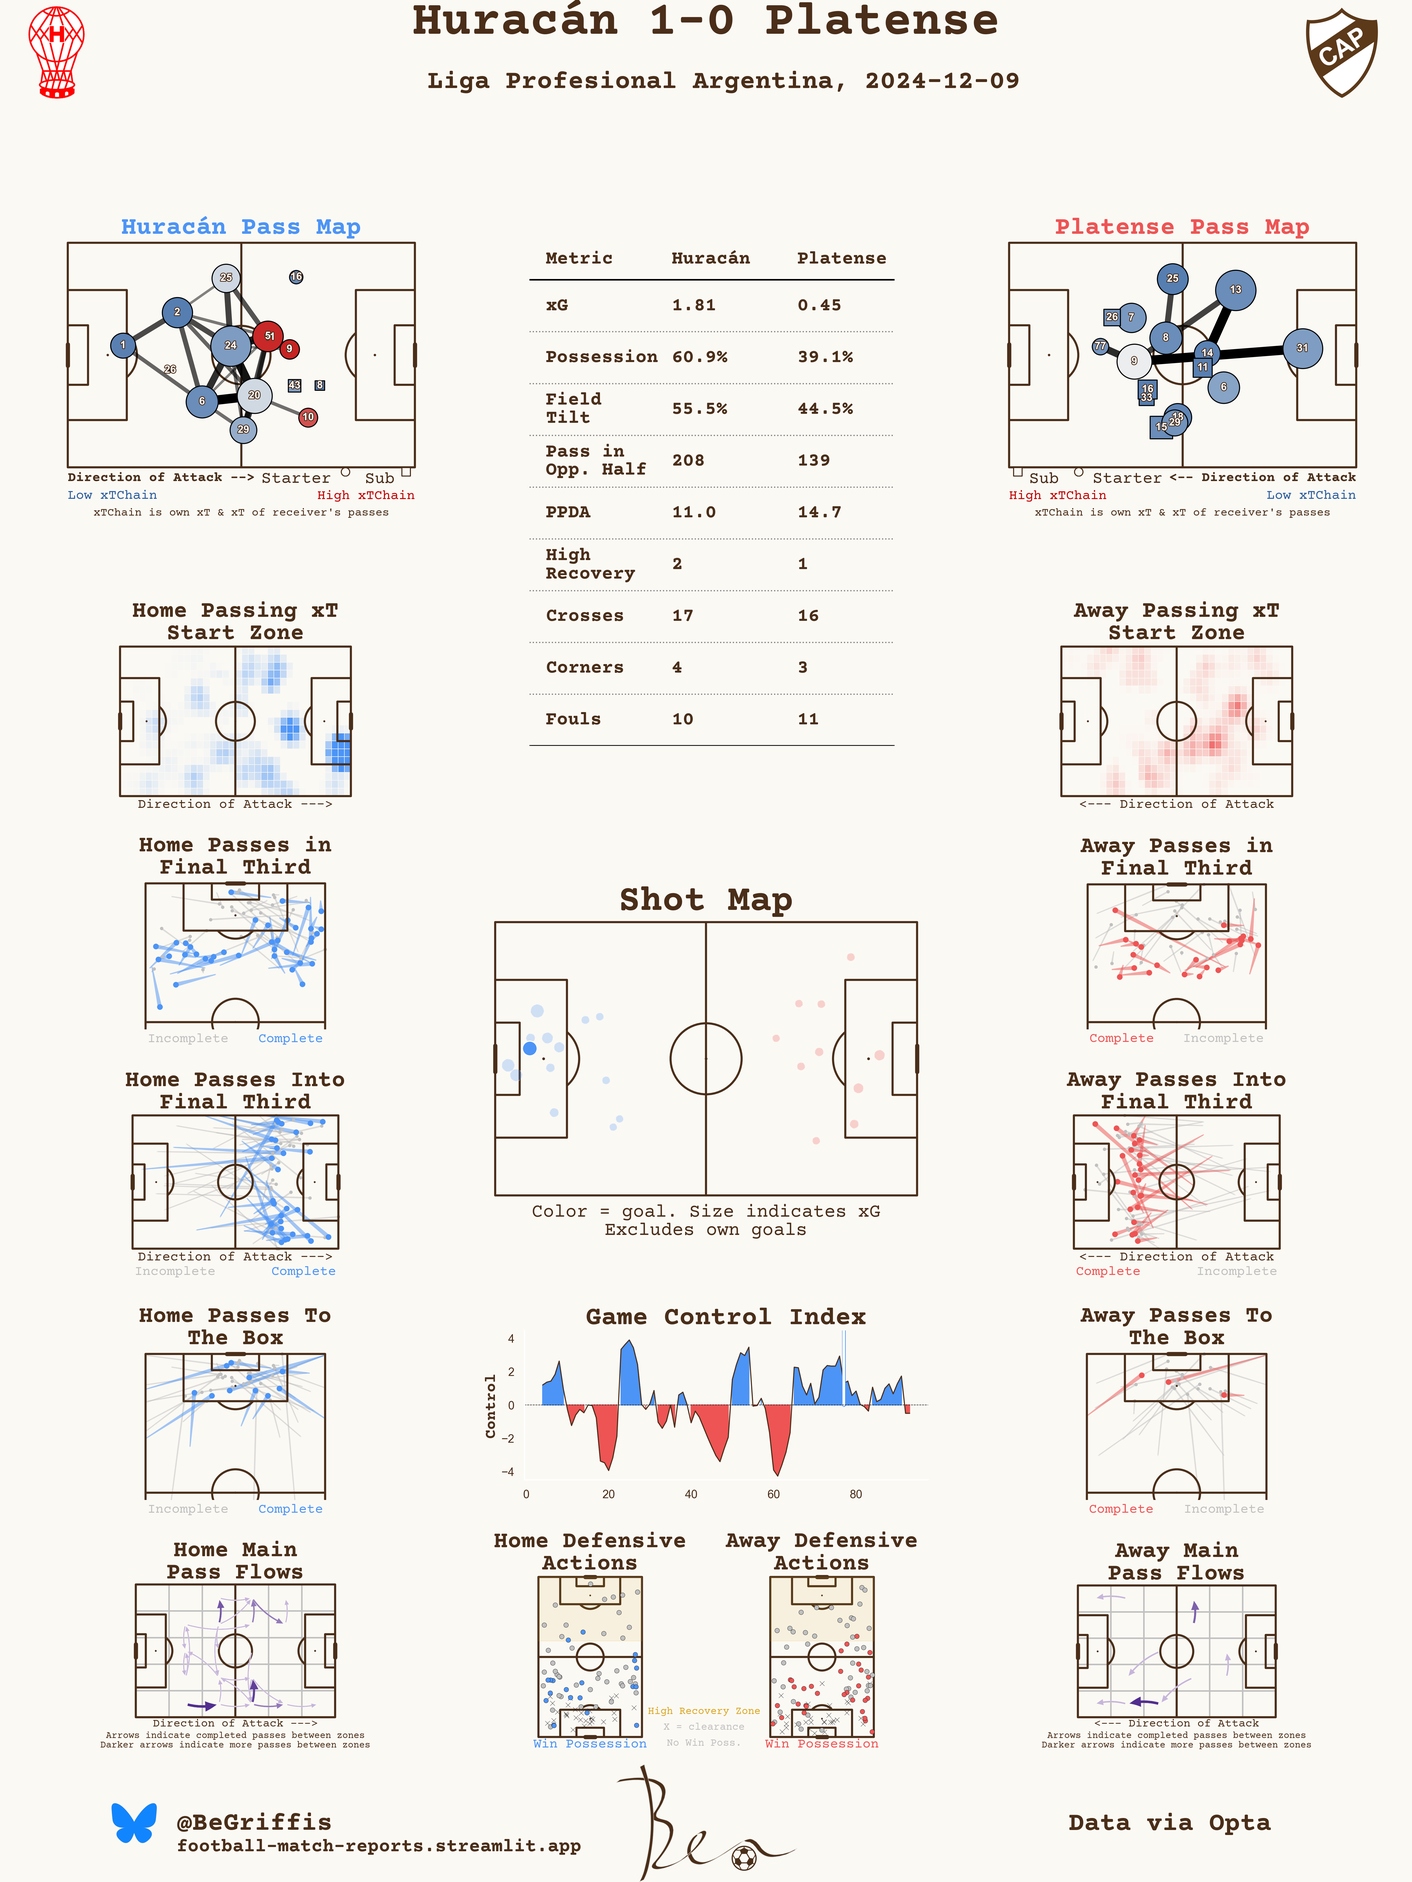 Huracán 1-0 Platense
Liga Profesional Argentina, 2024-12-09
H
CAP
Huracán Pass Map
25
16
2
51
1
24
9
26
43
8
6
20
10
29
Direction of Attack --> Starter Sub
Low xTChain High xTChain
xTChain is own xT & xT of receiver's passes
Metric Huracán Platense
xG 1.81 0.45
Possession 60.9% 39.1%
Field
Tilt 55.5% 44.5%
Pass in
Opp. Half 208 139
PPDA 11.0 14.7
High
Recovery 2 1
Crosses 17 16
Corners 4 3
Fouls 10 11
Platense Pass Map
25
13
26
7
8
77
9
14
31
11
16
6
33
18
15
29
Sub Starter <-- Direction of Attack
High xTChain Low xTChain
xTChain is own xT & xT of receiver's passes
Home Passing xT
Start Zone
Direction of Attack --->
Away Passing xT
Start Zone
<--- Direction of Attack
Home Passes in
Final Third
Incomplete Complete
Away Passes in
Final Third
Complete Incomplete
Shot Map
Color = goal. Size indicates xG
Excludes own goals
Home Passes Into
Final Third
Direction of Attack --->
Incomplete Complete
Away Passes Into
Final Third
<--- Direction of Attack
Complete Incomplete
Home Passes To
The Box
Incomplete Complete
Game Control Index
Control
4
2
0
−2
−4
0 20 40 60 80
Away Passes To
The Box
Complete Incomplete
Home Main
Pass Flows
Direction of Attack --->
Arrows indicate completed passes between zones
Darker arrows indicate more passes between zones
Home Defensive
Actions
Win Possession
High Recovery Zone
X = clearance
No Win Poss.
Away Defensive
Actions
Win Possession
Away Main
Pass Flows
<--- Direction of Attack
Arrows indicate completed passes between zones
Darker arrows indicate more passes between zones
@BeGriffis
football-match-reports.streamlit.app
Ben
Data via Opta